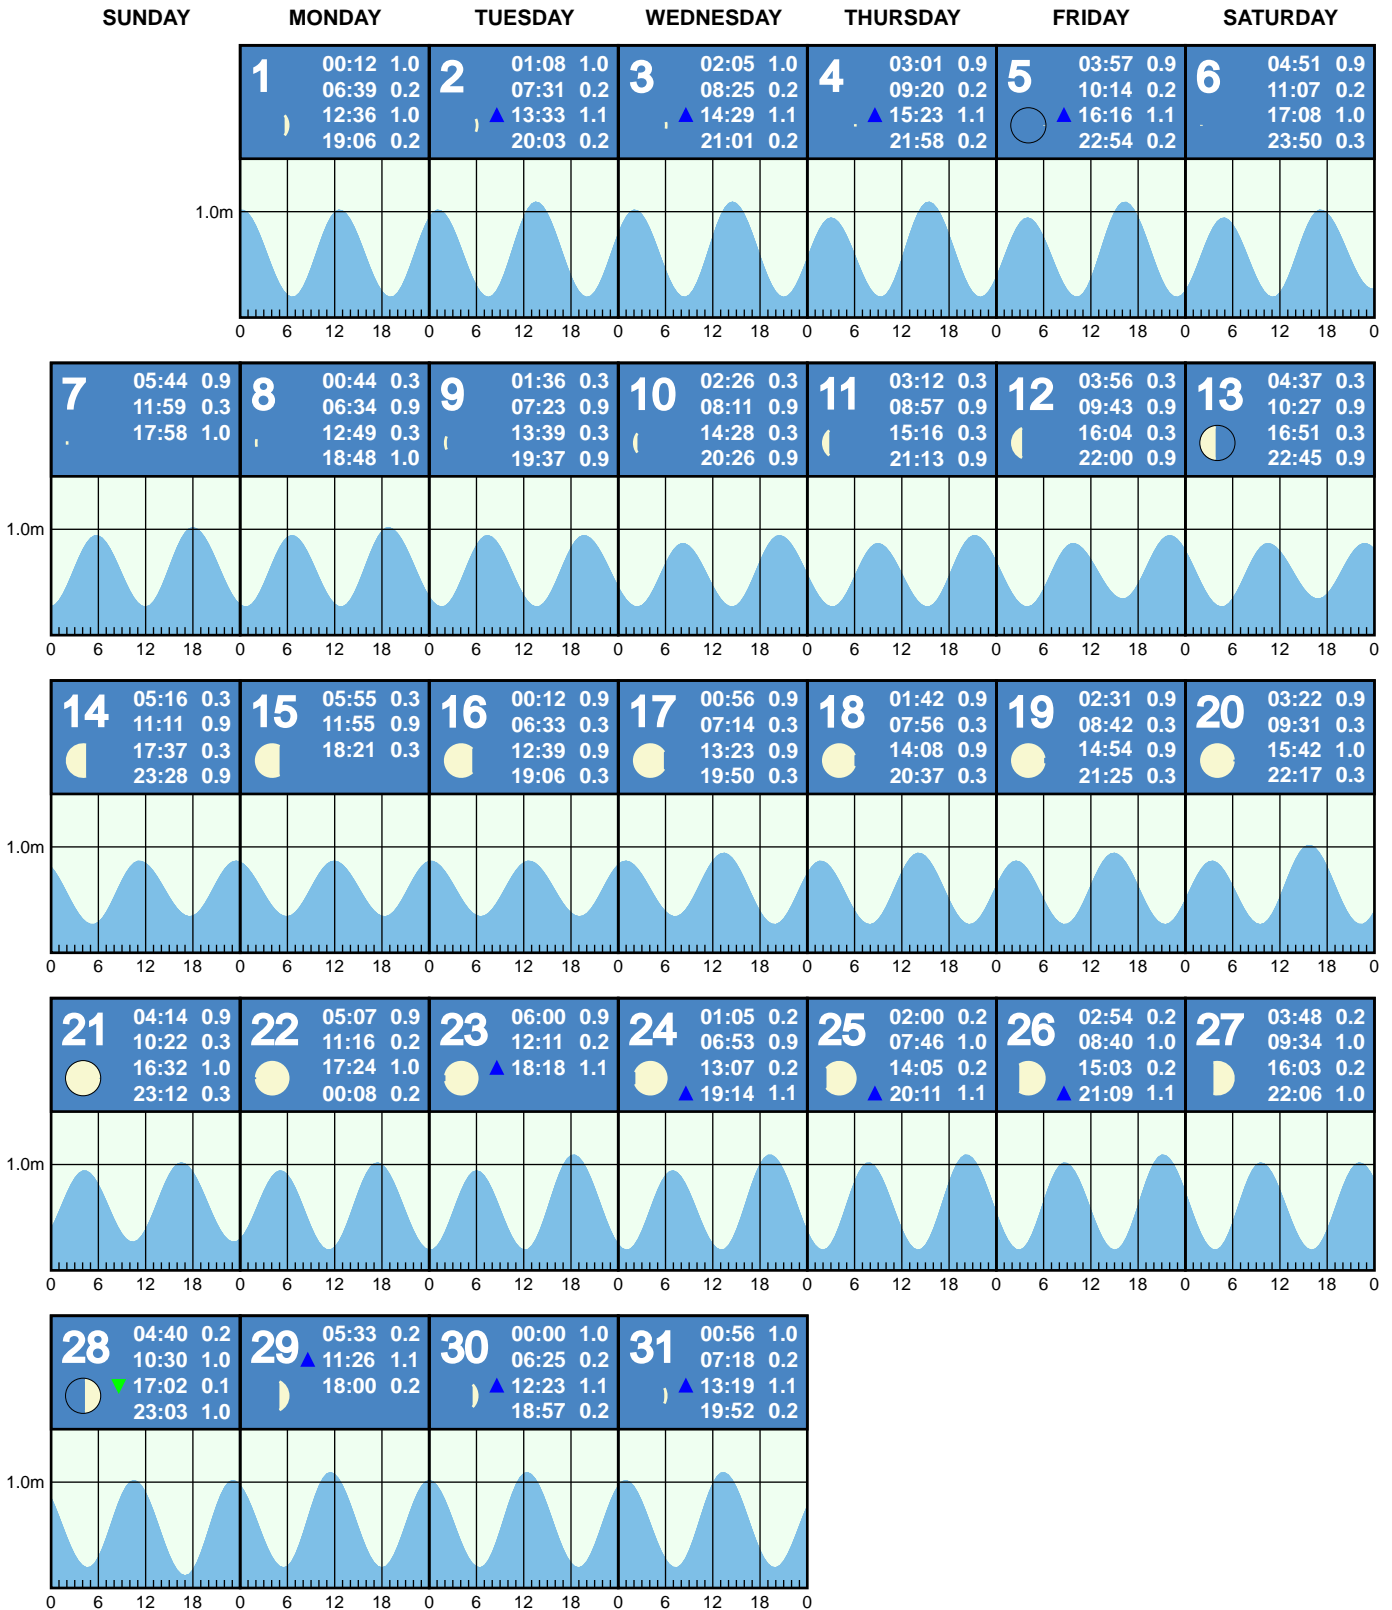 SUNDAY MONDAY TUESDAY WEDNESDAY THURSDAY FRIDAY SATURDAY
1 00:12 1.0
06:39 0.2
12:36 1.0
19:06 0.2
2 01:08 1.0
07:31 0.2
13:33 1.1
20:03 0.2
3 02:05 1.0
08:25 0.2
14:29 1.1
21:01 0.2
4 03:01 0.9
09:20 0.2
15:23 1.1
21:58 0.2
5 03:57 0.9
10:14 0.2
16:16 1.1
22:54 0.2
6 04:51 0.9
11:07 0.2
17:08 1.0
23:50 0.3
1.0m
0 6 12 18 0 6 12 18 0 6 12 18 0 6 12 18 0 6 12 18 0 6 12 18 0
7 05:44 0.9
11:59 0.3
17:58 1.0
8 00:44 0.3
06:34 0.9
12:49 0.3
18:48 1.0
9 01:36 0.3
07:23 0.9
13:39 0.3
19:37 0.9
10 02:26 0.3
08:11 0.9
14:28 0.3
20:26 0.9
11 03:12 0.3
08:57 0.9
15:16 0.3
21:13 0.9
12 03:56 0.3
09:43 0.9
16:04 0.3
22:00 0.9
13 04:37 0.3
10:27 0.9
16:51 0.3
22:45 0.9
1.0m
0 6 12 18 0 6 12 18 0 6 12 18 0 6 12 18 0 6 12 18 0 6 12 18 0 6 12 18 0
14 05:16 0.3
11:11 0.9
17:37 0.3
23:28 0.9
15 05:55 0.3
11:55 0.9
18:21 0.3
16 00:12 0.9
06:33 0.3
12:39 0.9
19:06 0.3
17 00:56 0.9
07:14 0.3
13:23 0.9
19:50 0.3
18 01:42 0.9
07:56 0.3
14:08 0.9
20:37 0.3
19 02:31 0.9
08:42 0.3
14:54 0.9
21:25 0.3
20 03:22 0.9
09:31 0.3
15:42 1.0
22:17 0.3
1.0m
0 6 12 18 0 6 12 18 0 6 12 18 0 6 12 18 0 6 12 18 0 6 12 18 0 6 12 18 0
21 04:14 0.9
10:22 0.3
16:32 1.0
23:12 0.3
22 05:07 0.9
11:16 0.2
17:24 1.0
00:08 0.2
23 06:00 0.9
12:11 0.2
18:18 1.1
24 01:05 0.2
06:53 0.9
13:07 0.2
19:14 1.1
25 02:00 0.2
07:46 1.0
14:05 0.2
20:11 1.1
26 02:54 0.2
08:40 1.0
15:03 0.2
21:09 1.1
27 03:48 0.2
09:34 1.0
16:03 0.2
22:06 1.0
1.0m
0 6 12 18 0 6 12 18 0 6 12 18 0 6 12 18 0 6 12 18 0 6 12 18 0 6 12 18 0
28 04:40 0.2
10:30 1.0
17:02 0.1
23:03 1.0
29 05:33 0.2
11:26 1.1
18:00 0.2
30 00:00 1.0
06:25 0.2
12:23 1.1
18:57 0.2
31 00:56 1.0
07:18 0.2
13:19 1.1
19:52 0.2
1.0m
0 6 12 18 0 6 12 18 0 6 12 18 0 6 12 18 0